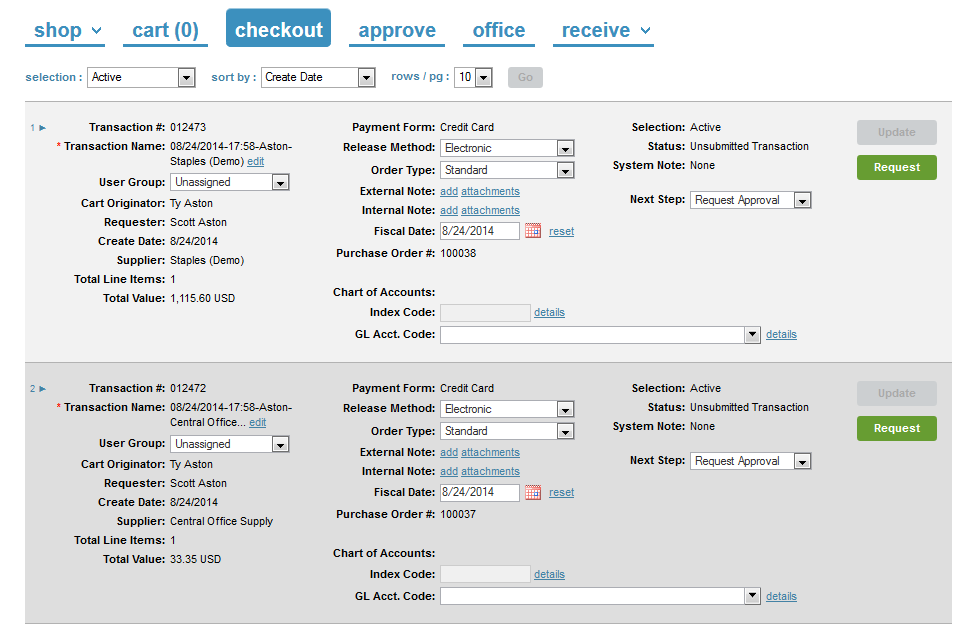 shop cart (0) checkout approve office receive
selection : Active sort by : Create Date rows / pg : 10 Go
1 Transaction #: 012473 Payment Form: Credit Card Selection: Active Update
* Transaction Name: 08/24/2014-17:58-Aston- Release Method: Electronic Status: Unsubmitted Transaction
Staples (Demo) edit Order Type: Standard System Note: None Request
User Group: Unassigned External Note: add attachments Next Step: Request Approval
Cart Originator: Ty Aston Internal Note: add attachments
Requester: Scott Aston Fiscal Date: 8/24/2014 reset
Create Date: 8/24/2014 Purchase Order #: 100038
Supplier: Staples (Demo)
Total Line Items: 1
Total Value: 1,115.60 USD Chart of Accounts:
Index Code: details
GL Acct. Code: details
2 Transaction #: 012472 Payment Form: Credit Card Selection: Active Update
* Transaction Name: 08/24/2014-17:58-Aston- Release Method: Electronic Status: Unsubmitted Transaction
Central Office... edit Order Type: Standard System Note: None Request
User Group: Unassigned External Note: add attachments Next Step: Request Approval
Cart Originator: Ty Aston Internal Note: add attachments
Requester: Scott Aston Fiscal Date: 8/24/2014 reset
Create Date: 8/24/2014 Purchase Order #: 100037
Supplier: Central Office Supply
Total Line Items: 1
Total Value: 33.35 USD Chart of Accounts:
Index Code: details
GL Acct. Code: details